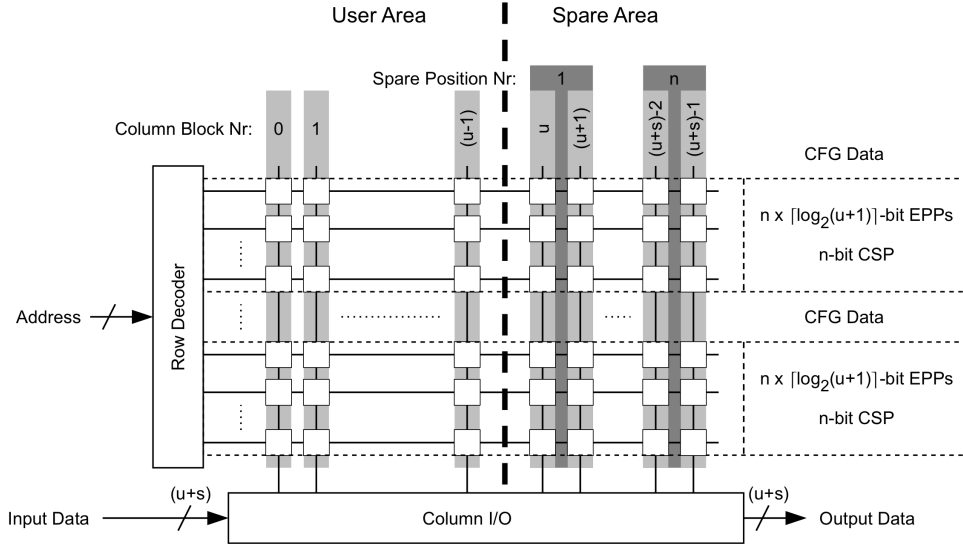 User Area
Spare Area
Spare Position Nr: 1 n
Column Block Nr: 0 1 (u-1) u (u+1) (u+s)-2 (u+s)-1
CFG Data
n x ⌈log₂(u+1)⌉-bit EPPs
n-bit CSP
Address
Row Decoder
CFG Data
n x ⌈log₂(u+1)⌉-bit EPPs
n-bit CSP
(u+s)
Input Data
Column I/O
(u+s)
Output Data